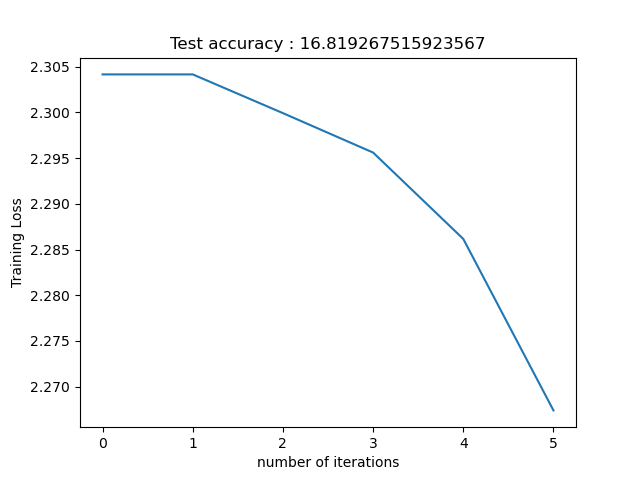 Test accuracy : 16.819267515923567
2.305
2.300
2.295
2.290
2.285
2.280
2.275
2.270
Training Loss
0 1 2 3 4 5
number of iterations